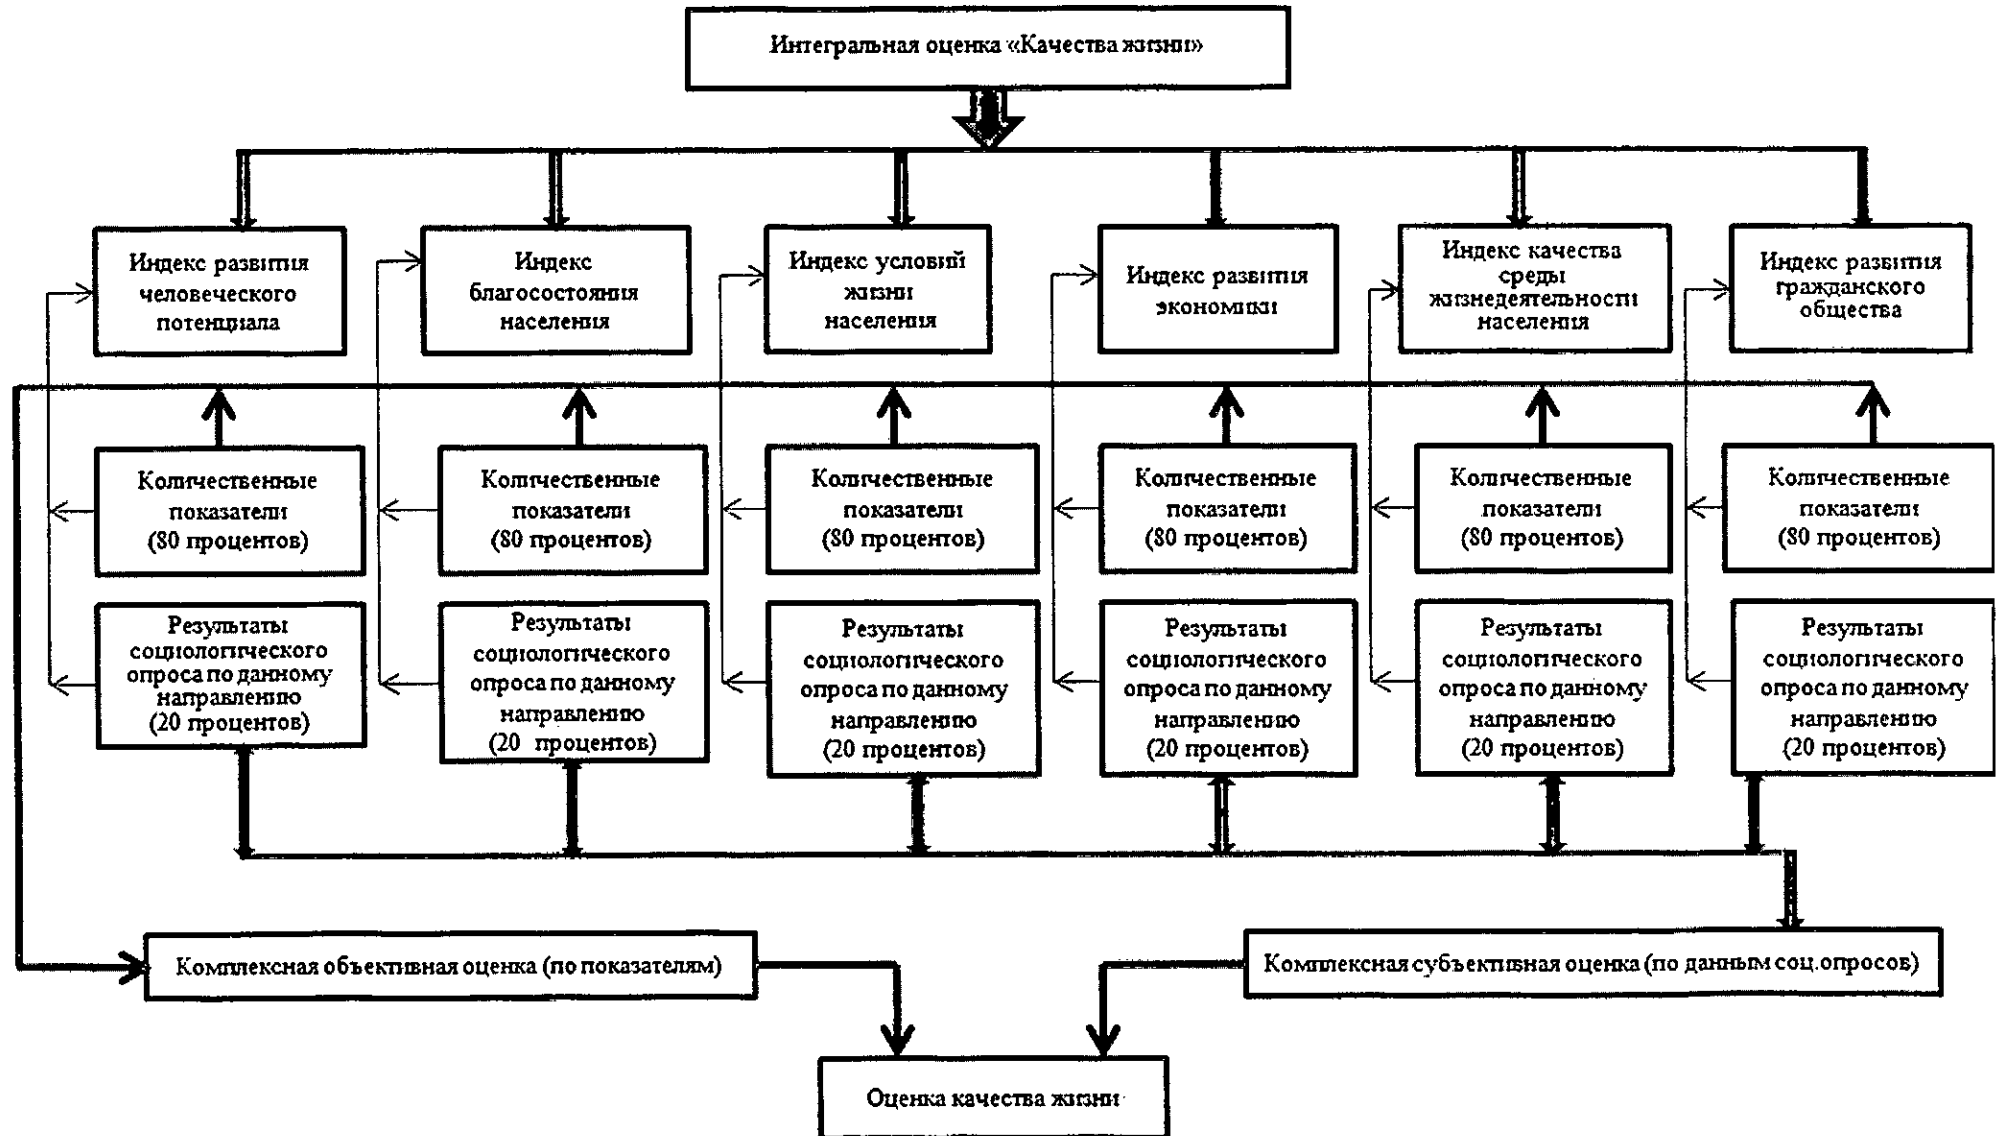 Интегральная оценка «Качества жизни»
Индекс развития
человеческого
потенциала
Индекс
благосостояния
населения
Индекс условий
жизни
населения
Индекс развития
экономики
Индекс качества
среды
жизнедеятельности
населения
Индекс развития
гражданского
общества
Количественные
показатели
(80 процентов)
Количественные
показатели
(80 процентов)
Количественные
показатели
(80 процентов)
Количественные
показатели
(80 процентов)
Количественные
показатели
(80 процентов)
Количественные
показатели
(80 процентов)
Результаты
социологического
опроса по данному
направлению
(20 процентов)
Результаты
социологического
опроса по данному
направлению
(20 процентов)
Результаты
социологического
опроса по данному
направлению
(20 процентов)
Результаты
социологического
опроса по данному
направлению
(20 процентов)
Результаты
социологического
опроса по данному
направлению
(20 процентов)
Результаты
социологического
опроса по данному
направлению
(20 процентов)
Комплексная объективная оценка (по показателям)
Комплексная субъективная оценка (по данным соц.опросов)
Оценка качества жизни